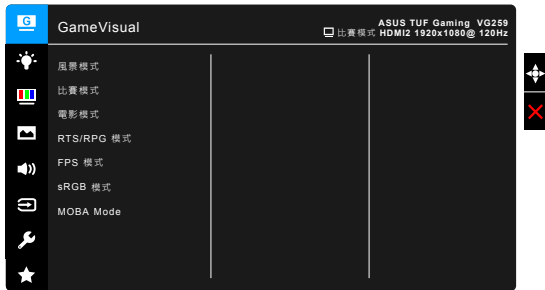 G
GameVisual
ASUS TUF Gaming VG259
比賽模式 HDMI2 1920x1080@ 120Hz
風景模式
比賽模式
電影模式
RTS/RPG 模式
FPS 模式
sRGB 模式
MOBA Mode